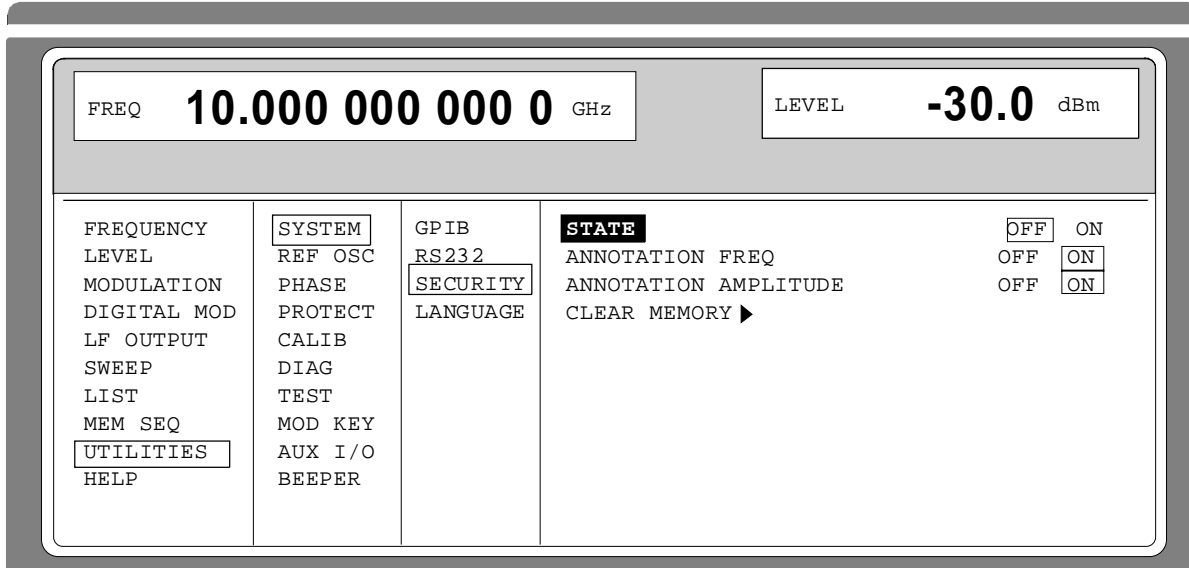 FREQ 10.000 000 000 0 GHz LEVEL -30.0 dBm
FREQUENCY SYSTEM GPIB STATE OFF ON
LEVEL REF OSC RS232 ANNOTATION FREQ OFF ON
MODULATION PHASE SECURITY ANNOTATION AMPLITUDE OFF ON
DIGITAL MOD PROTECT LANGUAGE CLEAR MEMORY
LF OUTPUT CALIB
SWEEP DIAG
LIST TEST
MEM SEQ MOD KEY
UTILITIES AUX I/O
HELP BEEPER